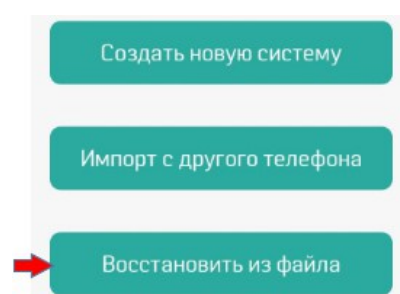 Создать новую систему
Импорт с другого телефона
Восстановить из файла